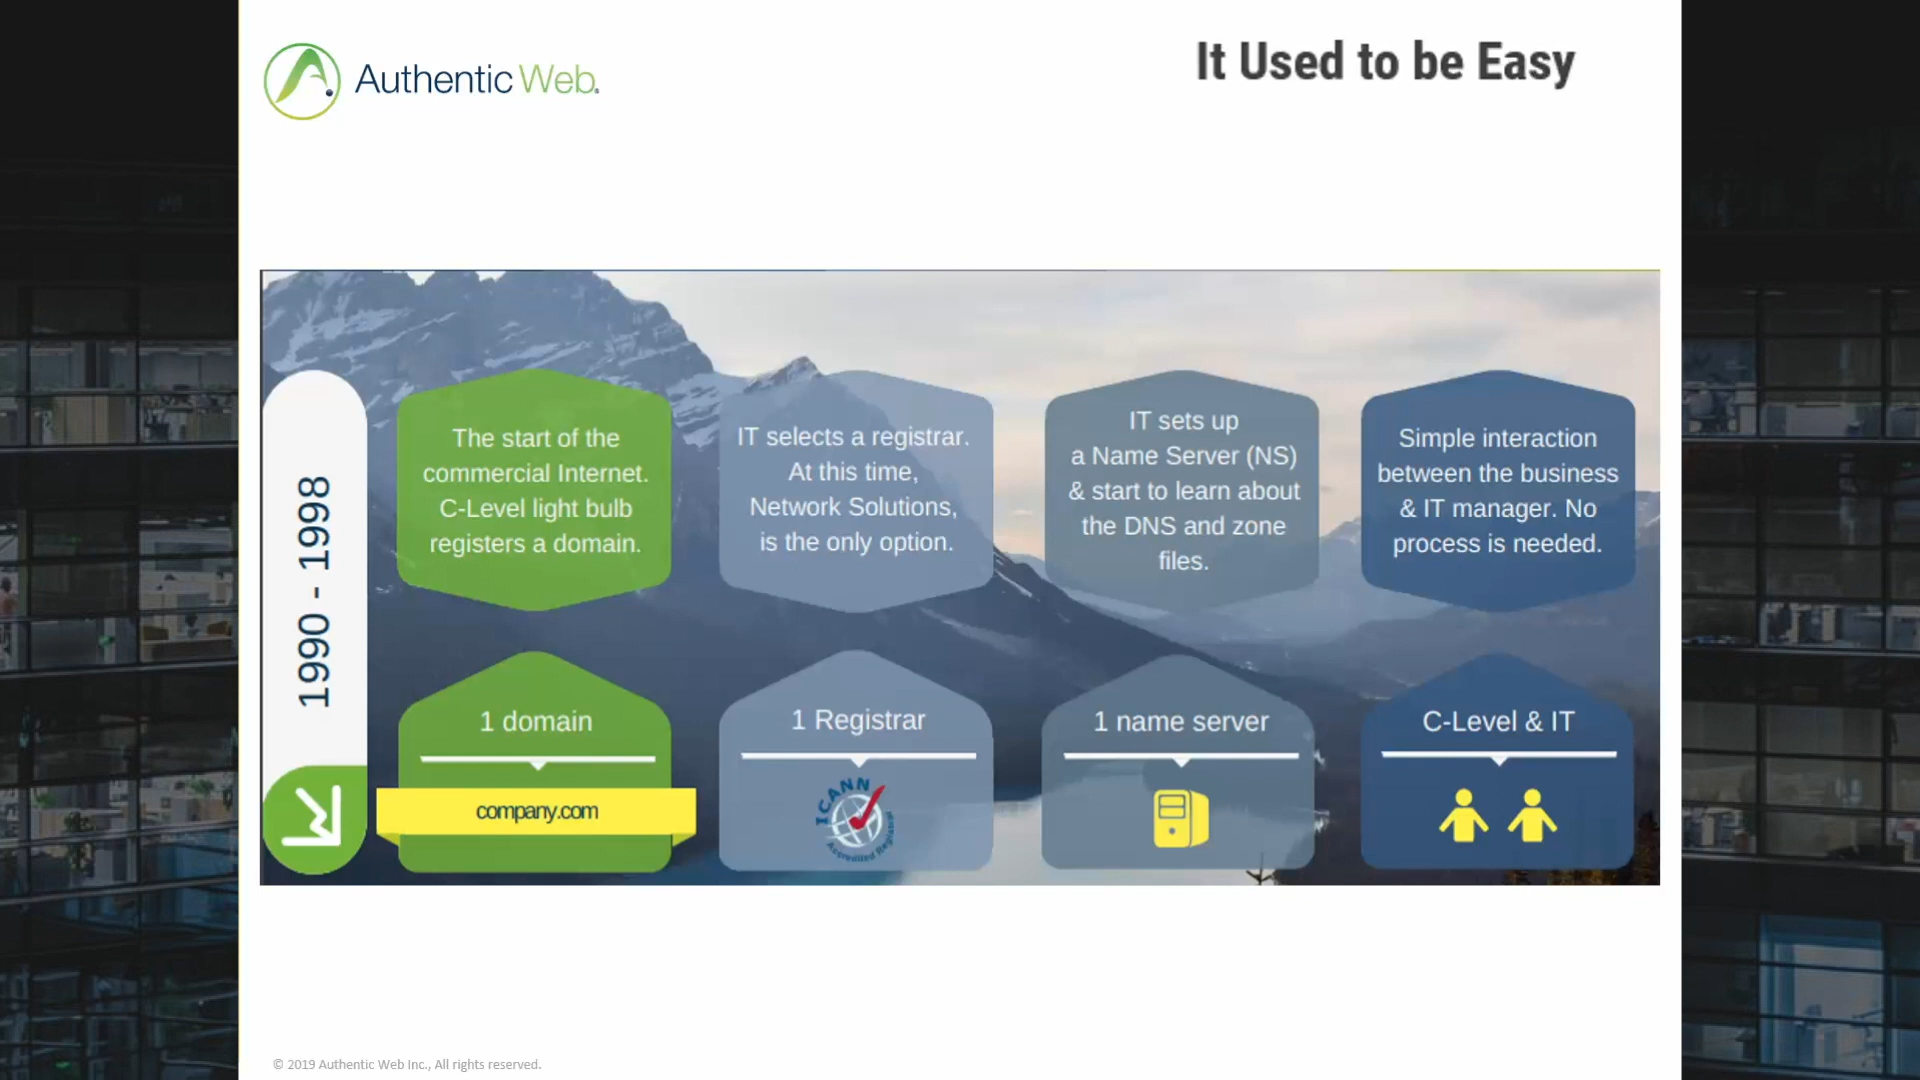 Authentic Web.
It Used to be Easy
1990 - 1998
The start of the
commercial Internet.
C-Level light bulb
registers a domain.
IT selects a registrar.
At this time,
Network Solutions,
is the only option.
IT sets up
a Name Server (NS)
& start to learn about
the DNS and zone
files.
Simple interaction
between the business
& IT manager. No
process is needed.
1 domain
company.com
1 Registrar
ICANN
Accredited Registrar
1 name server
C-Level & IT
© 2019 Authentic Web Inc., All rights reserved.